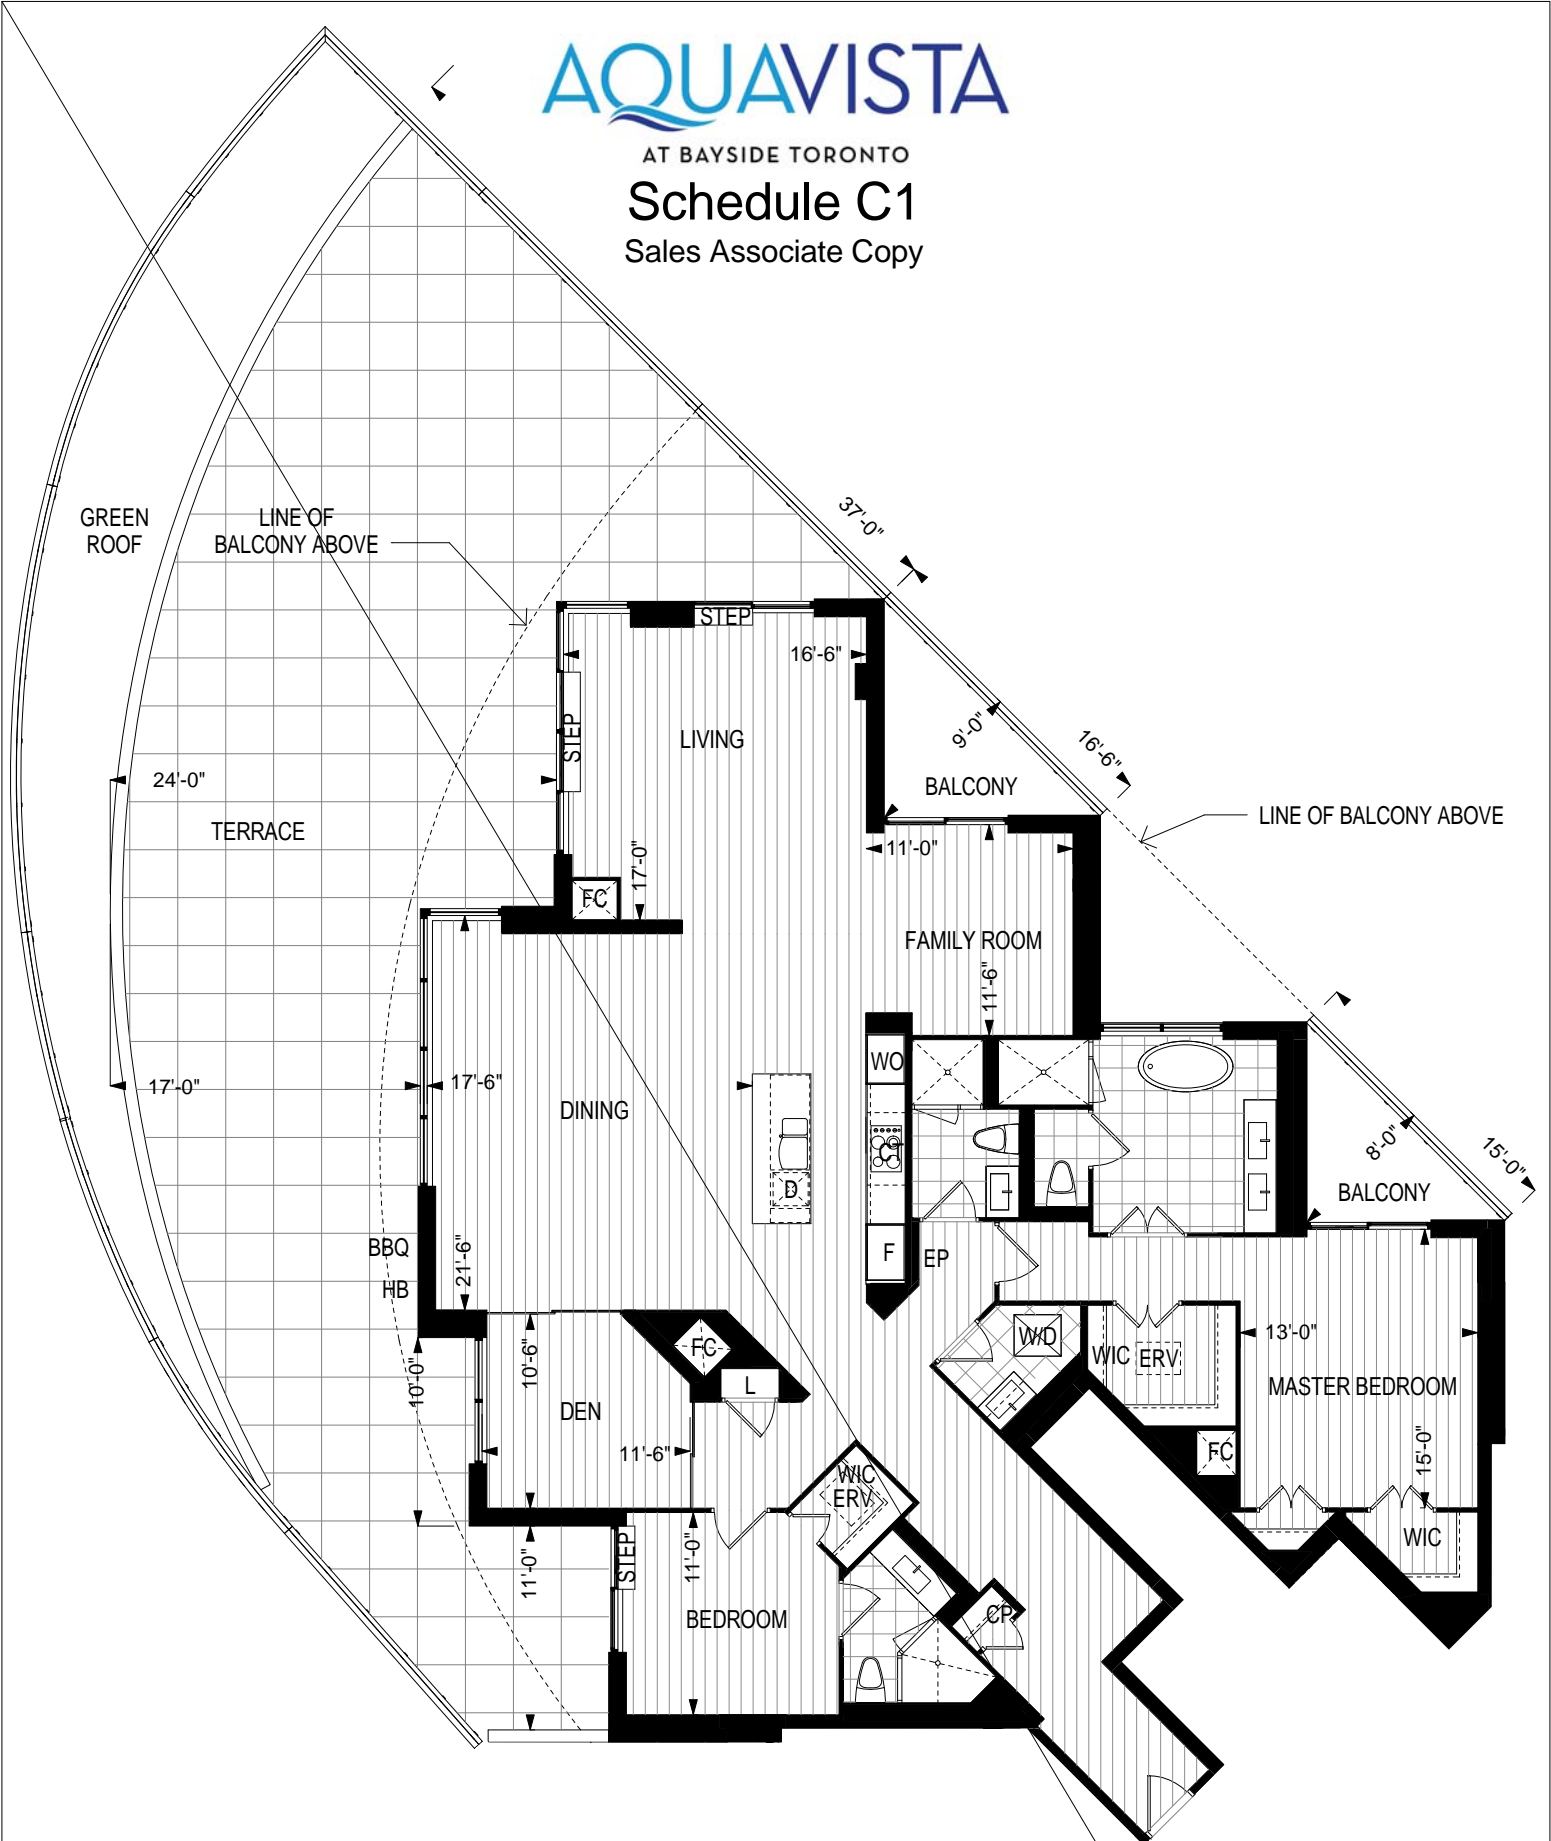 AQUAVISTA
AT BAYSIDE TORONTO
Schedule C1
Sales Associate Copy
GREEN
ROOF
LINE OF
BALCONY ABOVE
37'-0"
STEP
16'-6"
STEP
LIVING
9'-0"
16'-6"
24'-0"
BALCONY
LINE OF BALCONY ABOVE
TERRACE
11'-0"
17'-0"
FC
FAMILY ROOM
11'-6"
WO
17'-0"
17'-6"
DINING
CT
8'-0"
15'-0"
D
BALCONY
BBQ
HB
21'-6"
F
EP
FC
W/D
13'-0"
WIC
ERV
10'-0"
10'-6"
L
MASTER BEDROOM
DEN
11'-6"
FC
15'-0"
WIC
ERV
11'-0"
STEP
11'-0"
WIC
BEDROOM
CP